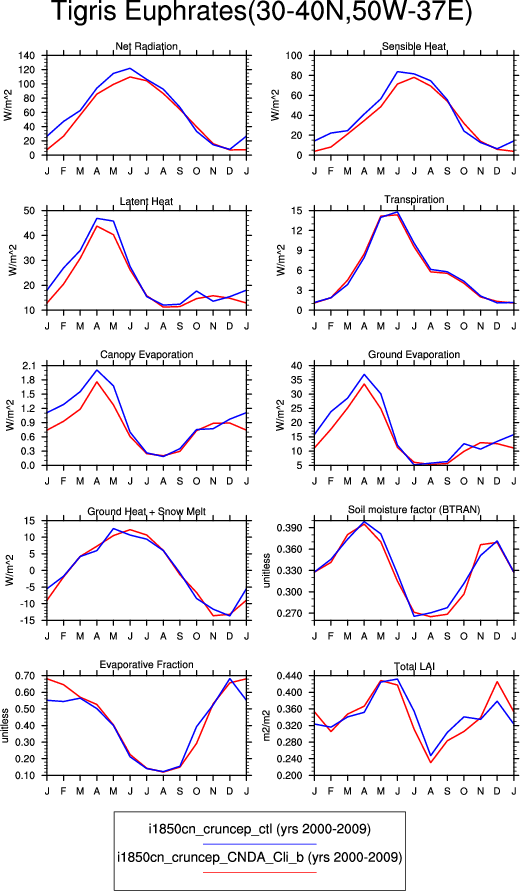 Tigris Euphrates(30-40N,50W-37E)
Net Radiation
W/m^2
140
120
100
80
60
40
20
0
J F M A M J J A S O N D J
Sensible Heat
W/m^2
100
80
60
40
20
0
J F M A M J J A S O N D J
Latent Heat
W/m^2
50
40
30
20
10
J F M A M J J A S O N D J
Transpiration
W/m^2
15
12
9
6
3
0
J F M A M J J A S O N D J
Canopy Evaporation
W/m^2
2.1
1.8
1.5
1.2
0.9
0.6
0.3
0.0
J F M A M J J A S O N D J
Ground Evaporation
W/m^2
40
35
30
25
20
15
10
5
J F M A M J J A S O N D J
Ground Heat + Snow Melt
W/m^2
15
10
5
0
-5
-10
-15
J F M A M J J A S O N D J
Soil moisture factor (BTRAN)
unitless
0.390
0.360
0.330
0.300
0.270
J F M A M J J A S O N D J
Evaporative Fraction
unitless
0.70
0.60
0.50
0.40
0.30
0.20
0.10
J F M A M J J A S O N D J
Total LAI
m2/m2
0.440
0.400
0.360
0.320
0.280
0.240
0.200
J F M A M J J A S O N D J
i1850cn_cruncep_ctl (yrs 2000-2009)
i1850cn_cruncep_CNDA_Cli_b (yrs 2000-2009)